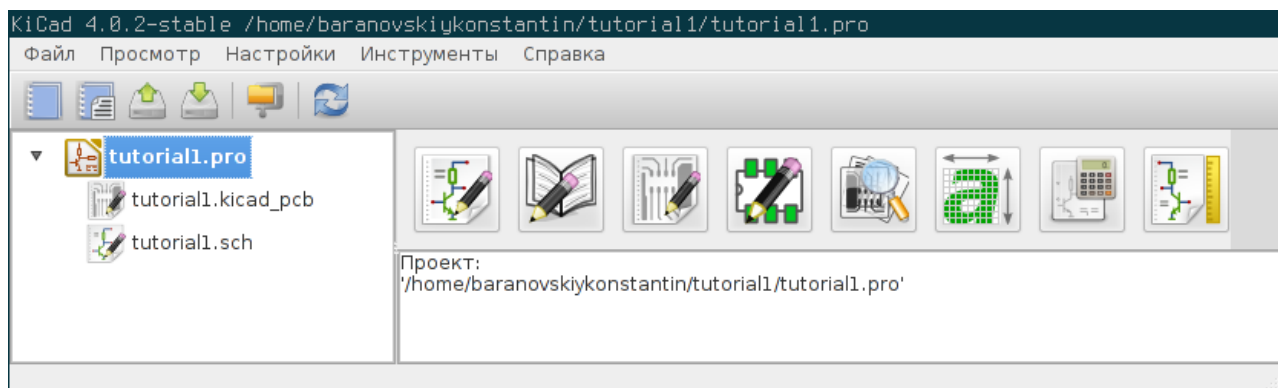 KiCad 4.0.2-stable /home/baranovskiykonstantin/tutorial1/tutorial1.pro
Файл Просмотр Настройки Инструменты Справка
tutorial1.pro
tutorial1.kicad_pcb
tutorial1.sch
Проект:
'/home/baranovskiykonstantin/tutorial1/tutorial1.pro'